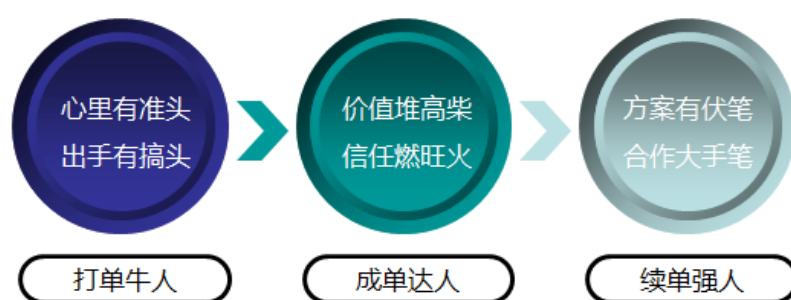 心里有准头
出手有搞头
价值堆高柴
信任燃旺火
方案有伏笔
合作大手笔
打单牛人
成单达人
续单强人